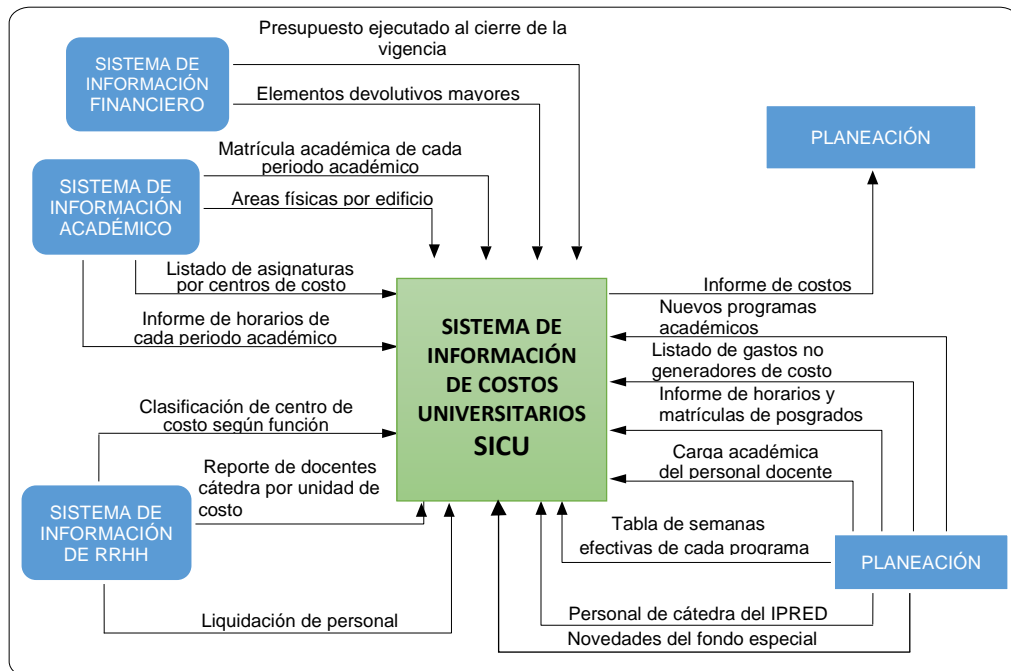 Presupuesto ejecutado al cierre de la
vigencia
SISTEMA DE
INFORMACIÓN
FINANCIERO
Elementos devolutivos mayores
Matrícula académica de cada
periodo académico
PLANEACIÓN
SISTEMA DE
INFORMACIÓN
ACADÉMICO
Areas físicas por edificio
Listado de asignaturas
por centros de costo
Informe de horarios de
cada periodo académico
SISTEMA DE
INFORMACIÓN
DE COSTOS
UNIVERSITARIOS
SICU
Informe de costos
Nuevos programas
académicos
Listado de gastos no
generadores de costo
Informe de horarios y
matrículas de posgrados
Clasificación de centro de
costo según función
Carga académica
del personal docente
Reporte de docentes
cátedra por unidad de
costo
SISTEMA DE
INFORMACIÓN
DE RRHH
Tabla de semanas
efectivas de cada programa
PLANEACIÓN
Liquidación de personal
Personal de cátedra del IPRED
Novedades del fondo especial